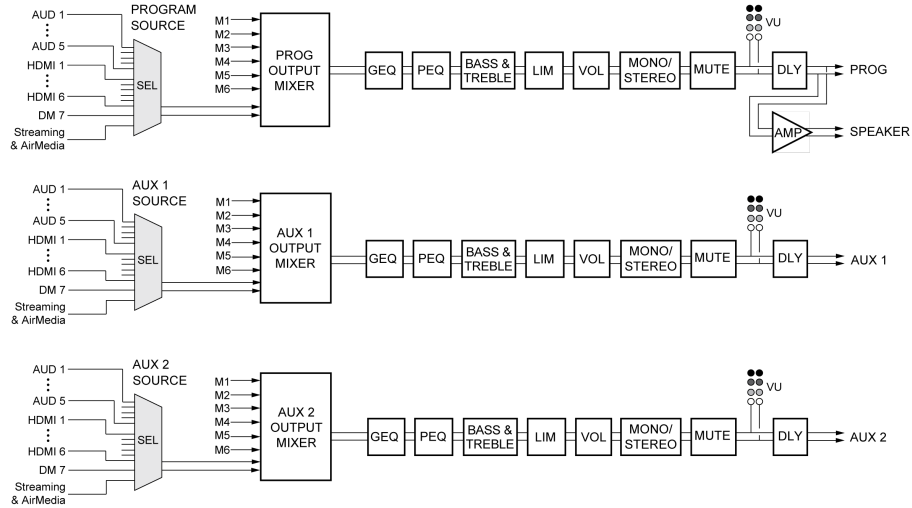 PROGRAM
SOURCE
AUD 1
AUD 5
HDMI 1
HDMI 6
DM 7
Streaming
& AirMedia
SEL
M1
M2
M3
M4
M5
M6
PROG
OUTPUT
MIXER
GEQ
PEQ
BASS &
TREBLE
LIM
VOL
MONO/
STEREO
MUTE
VU
DLY
PROG
AMP
SPEAKER
AUX 1
SOURCE
AUD 1
AUD 5
HDMI 1
HDMI 6
DM 7
Streaming
& AirMedia
SEL
M1
M2
M3
M4
M5
M6
AUX 1
OUTPUT
MIXER
GEQ
PEQ
BASS &
TREBLE
LIM
VOL
MONO/
STEREO
MUTE
VU
DLY
AUX 1
AUX 2
SOURCE
AUD 1
AUD 5
HDMI 1
HDMI 6
DM 7
Streaming
& AirMedia
SEL
M1
M2
M3
M4
M5
M6
AUX 2
OUTPUT
MIXER
GEQ
PEQ
BASS &
TREBLE
LIM
VOL
MONO/
STEREO
MUTE
VU
DLY
AUX 2